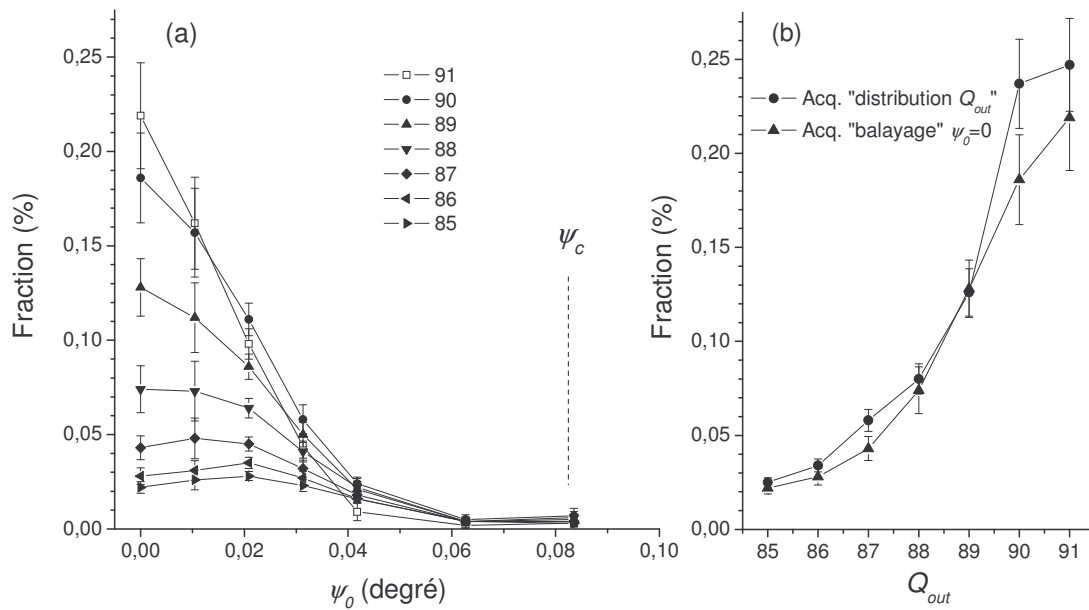 (a)
0,25
0,20
0,15
0,10
0,05
0,00
Fraction (%)
91
90
89
88
87
86
85
ψc
0,00 0,02 0,04 0,06 0,08 0,10
ψ0 (degré)
(b)
0,25
0,20
0,15
0,10
0,05
0,00
Fraction (%)
Acq. "distribution Qout"
Acq. "balayage" ψ0=0
85 86 87 88 89 90 91
Qout